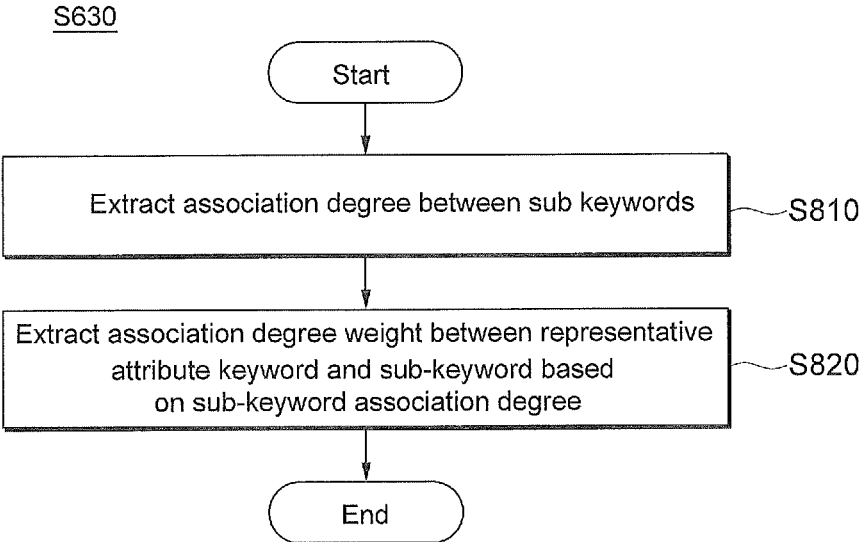 S630
Start
Extract association degree between sub keywords
S810
Extract association degree weight between representative
attribute keyword and sub-keyword based
on sub-keyword association degree
S820
End